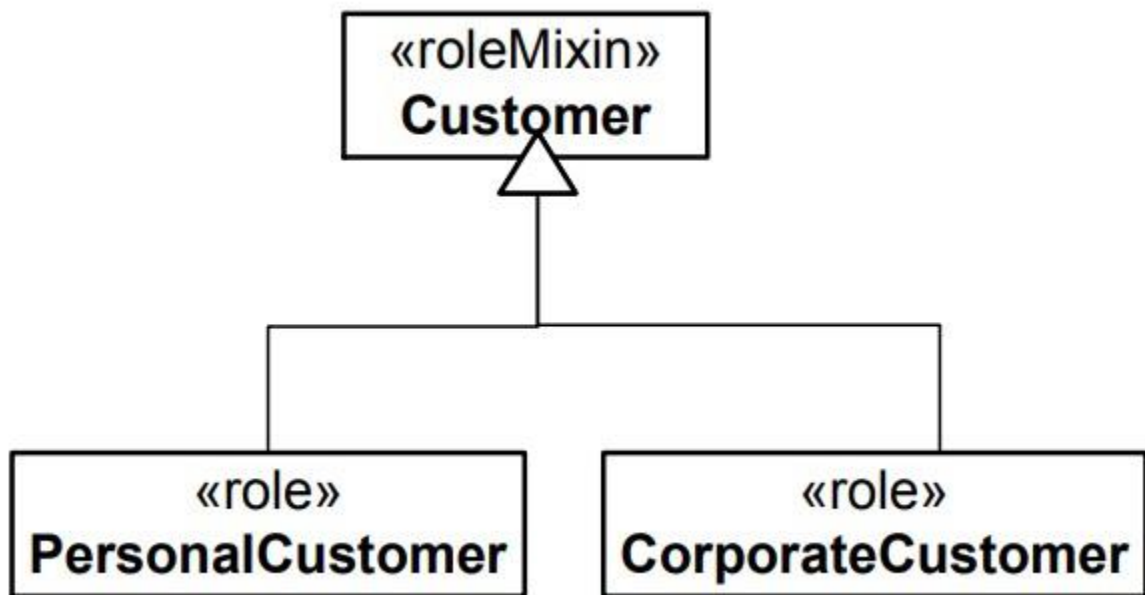 «roleMixin»
Customer
«role»
PersonalCustomer
«role»
CorporateCustomer